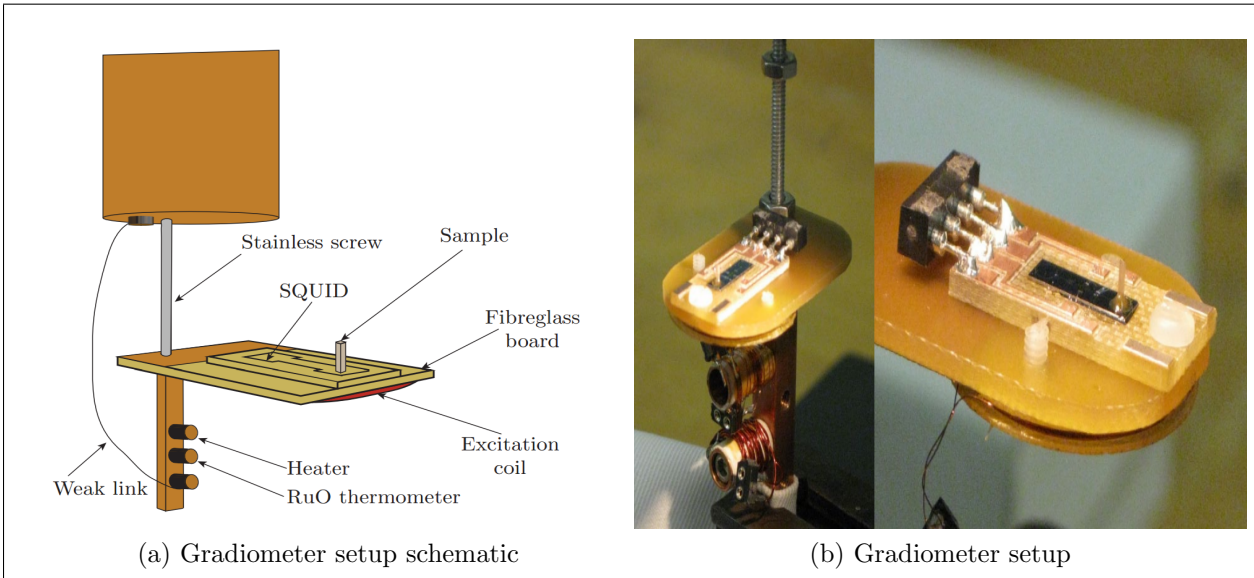 Stainless screw
Sample
SQUID
Fibreglass
board
Excitation
coil
Heater
RuO thermometer
Weak link
(a) Gradiometer setup schematic
(b) Gradiometer setup